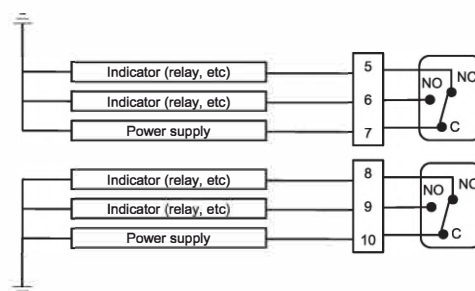 Indicator (relay, etc) 5 NC
Indicator (relay, etc) 6 NO
Power supply 7 C
Indicator (relay, etc) 8 NC
Indicator (relay, etc) 9 NO
Power supply 10 C